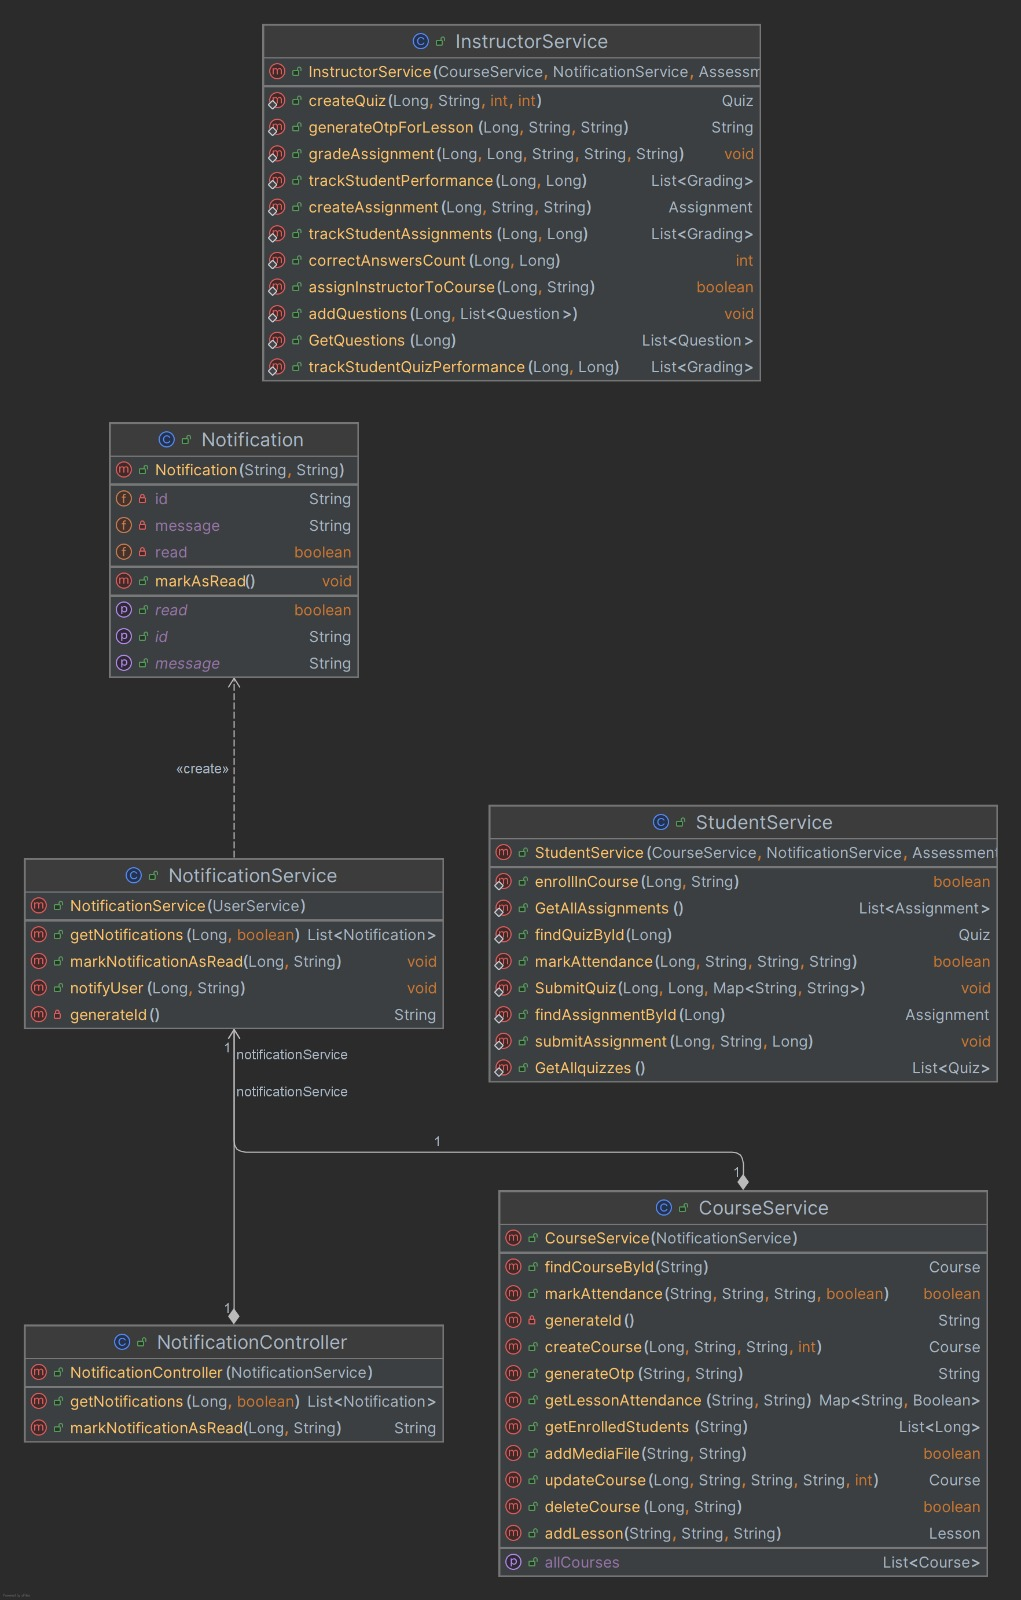 InstructorService
InstructorService(CourseService, NotificationService, Assessm
createQuiz(Long, String, int, int) Quiz
generateOtpForLesson (Long, String, String) String
gradeAssignment(Long, Long, String, String, String) void
trackStudentPerformance(Long, Long) List<Grading>
createAssignment(Long, String, String) Assignment
trackStudentAssignments (Long, Long) List<Grading>
correctAnswersCount (Long, Long) int
assignInstructorToCourse(Long, String) boolean
addQuestions(Long, List<Question>) void
GetQuestions (Long) List<Question>
trackStudentQuizPerformance(Long, Long) List<Grading>
Notification
Notification(String, String)
id String
message String
read boolean
markAsRead() void
read boolean
id String
message String
«create»
NotificationService
NotificationService(UserService)
getNotifications (Long, boolean) List<Notification>
markNotificationAsRead(Long, String) void
notifyUser (Long, String) void
generateId() String
StudentService
StudentService(CourseService, NotificationService, Assessment
enrollInCourse(Long, String) boolean
GetAllAssignments () List<Assignment>
findQuizById(Long) Quiz
markAttendance(Long, String, String, String) boolean
SubmitQuiz(Long, Long, Map<String, String>) void
findAssignmentById(Long) Assignment
submitAssignment (Long, String, Long) void
GetAllquizzes () List<Quiz>
1
notificationService
notificationService
1
1
1
NotificationController
NotificationController(NotificationService)
getNotifications (Long, boolean) List<Notification>
markNotificationAsRead(Long, String) String
CourseService
CourseService(NotificationService)
findCourseById(String) Course
markAttendance(String, String, String, boolean) boolean
generateId() String
createCourse(Long, String, String, int) Course
generateOtp (String, String) String
getLessonAttendance (String, String) Map<String, Boolean>
getEnrolledStudents (String) List<Long>
addMediaFile(String, String) boolean
updateCourse(Long, String, String, String, int) Course
deleteCourse (Long, String) boolean
addLesson(String, String, String) Lesson
allCourses List<Course>